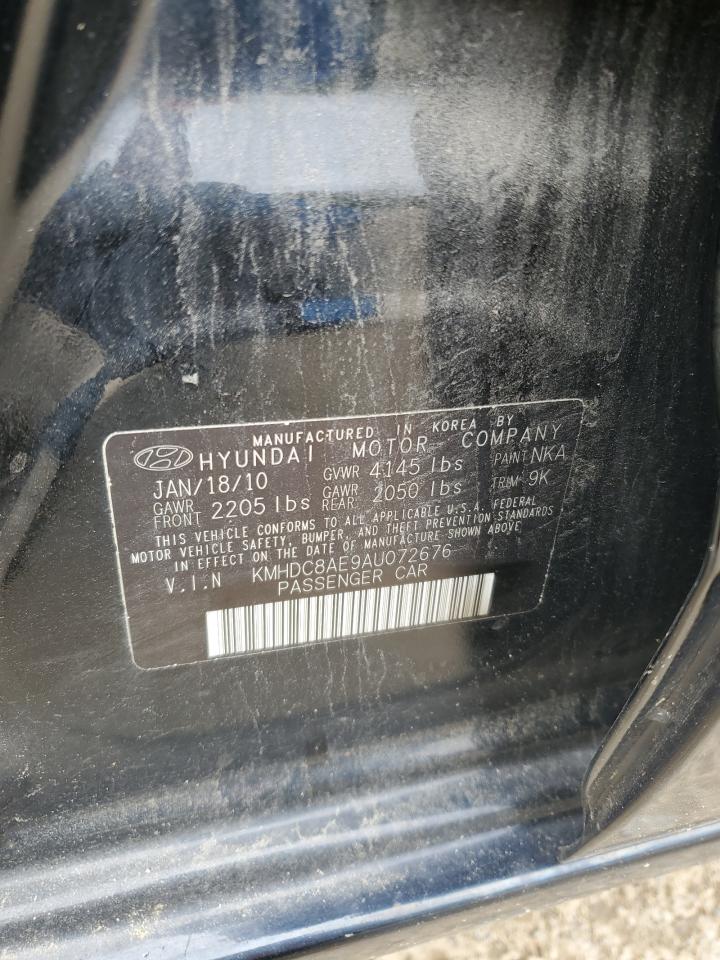 MANUFACTURED IN KOREA BY
HYUNDAI MOTOR COMPANY
JAN/18/10 GVWR 4145 lbs PAINT NKA
GAWR FRONT 2205 lbs GAWR REAR 2050 lbs TRIM 9K
THIS VEHICLE CONFORMS TO ALL APPLICABLE U.S.A. FEDERAL
MOTOR VEHICLE SAFETY, BUMPER, AND THEFT PREVENTION STANDARDS
IN EFFECT ON THE DATE OF MANUFACTURE SHOWN ABOVE
V.I.N KMHDC8AE9AU072676
PASSENGER CAR